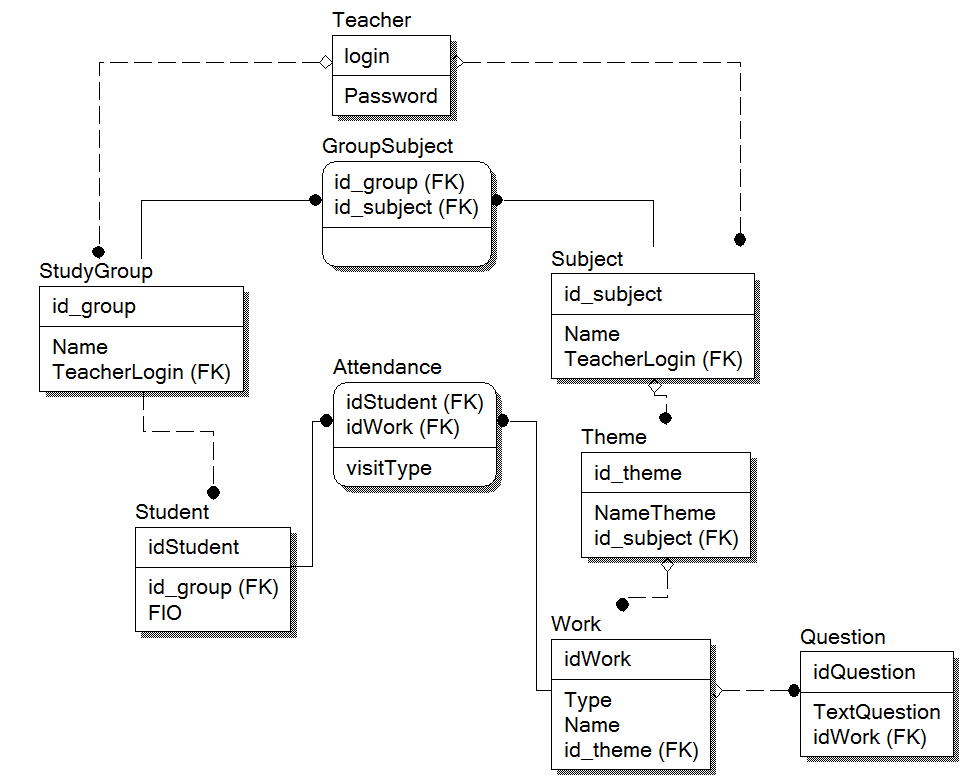 Teacher
login
Password
GroupSubject
id_group (FK)
id_subject (FK)
StudyGroup
id_group
Name
TeacherLogin (FK)
Subject
id_subject
Name
TeacherLogin (FK)
Attendance
idStudent (FK)
idWork (FK)
visitType
Theme
id_theme
NameTheme
id_subject (FK)
Student
idStudent
id_group (FK)
FIO
Work
idWork
Type
Name
id_theme (FK)
Question
idQuestion
TextQuestion
idWork (FK)